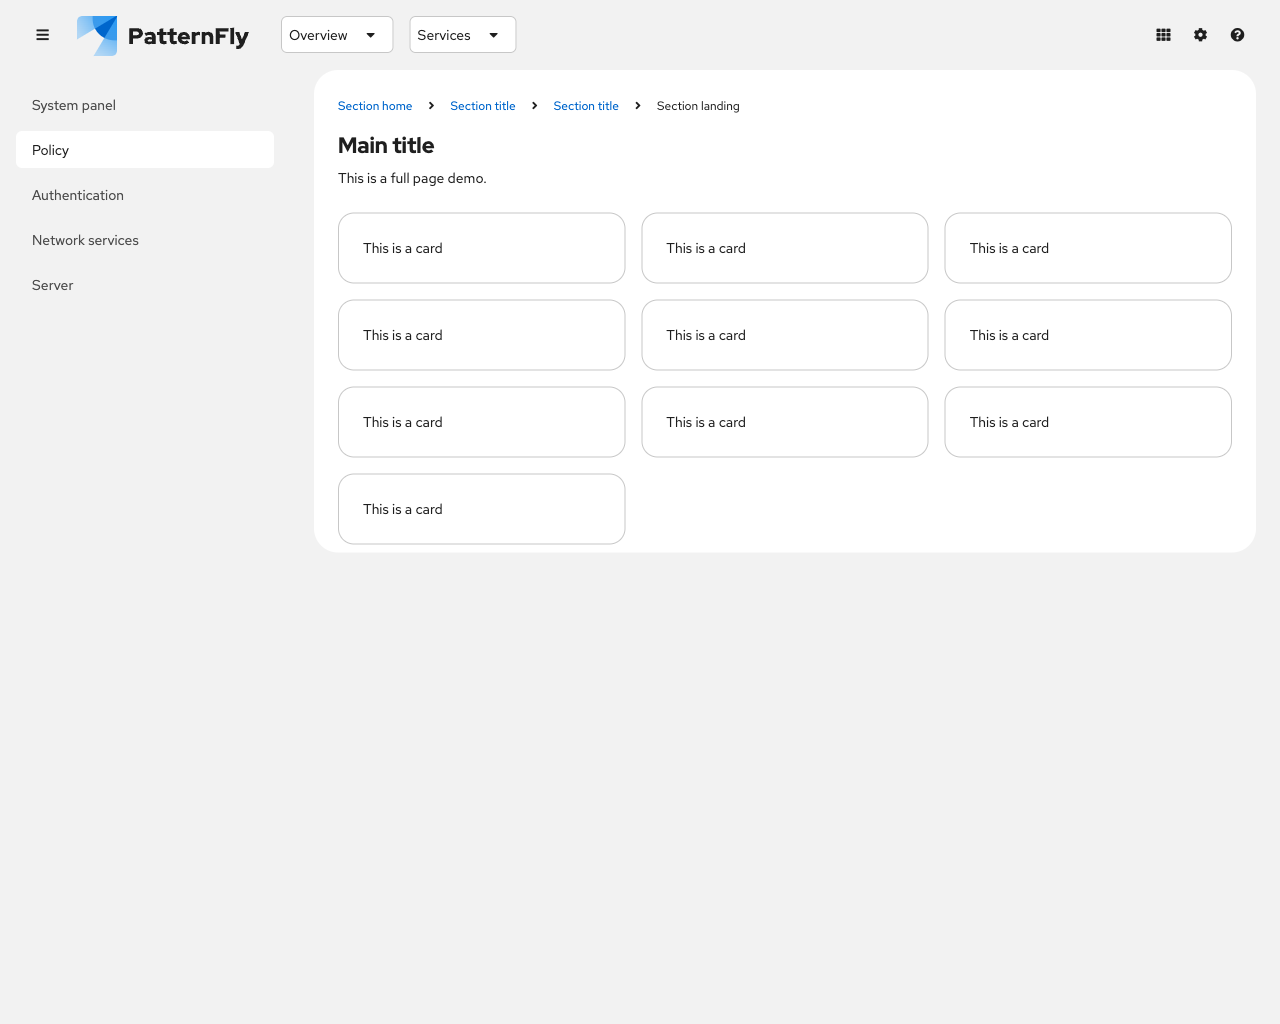 PatternFly
Overview
Services
System panel
Policy
Authentication
Network services
Server
Section home
Section title
Section title
Section landing
Main title
This is a full page demo.
This is a card
This is a card
This is a card
This is a card
This is a card
This is a card
This is a card
This is a card
This is a card
This is a card